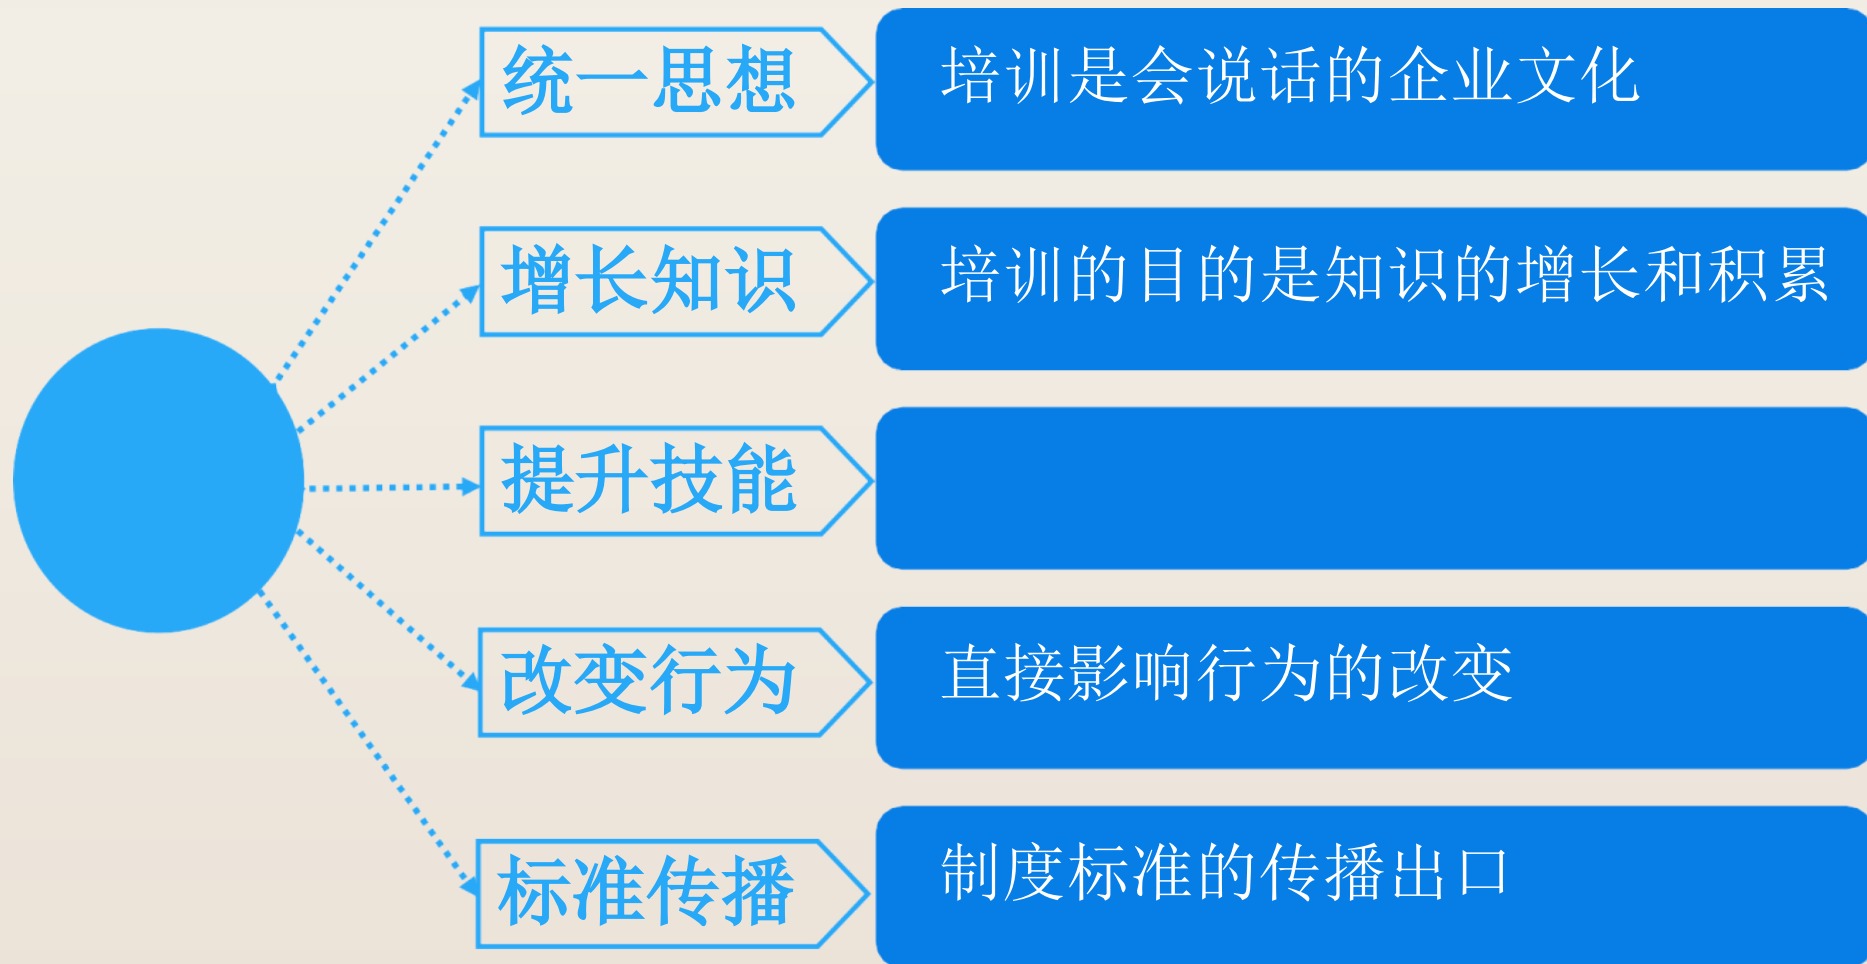 统一思想
培训是会说话的企业文化
增长知识
培训的目的是知识的增长和积累
提升技能
改变行为
直接影响行为的改变
标准传播
制度标准的传播出口